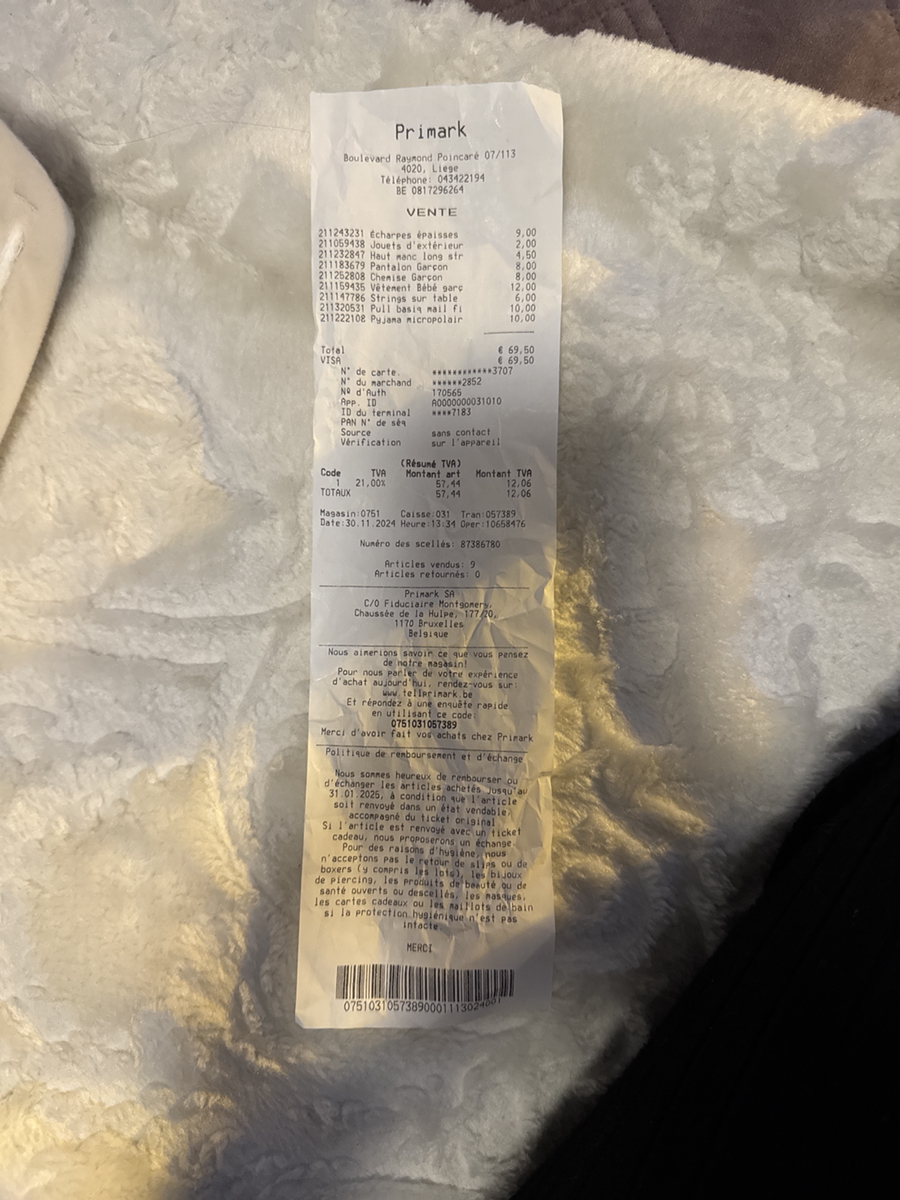 Primark
Boulevard Raymond Poincaré 07/113
4020, Liege
Téléphone: 043422194
BE 0817296264
VENTE
211243231 Écharpes épaisses 9,00
211059438 Jouets d'extérieur 2,00
211232847 Haut manc long str 4,50
211183679 Pantalon Garçon 8,00
211252808 Chemise Garçon 8,00
211159435 Vêtement Bébé garç 12,00
211147786 Strings sur table 6,00
211320531 Pull basiq mail fi 10,00
211222108 Pyjama micropolair 10,00
Total € 69,50
VISA € 69,50
N° de carte. ************3707
N° du marchand ******2852
Nº d'Auth 170565
App. ID A0000000031010
ID du terminal ****7183
PAN N° de séq
Source sans contact
Vérification sur l'appareil
(Résumé TVA)
Code TVA Montant art Montant TVA
1 21,00% 57,44 12,06
TOTAUX 57,44 12,06
Magasin:0751 Caisse:031 Tran:057389
Date:30.11.2024 Heure:13:34 Oper:10658476
Numéro des scellés: 87386780
Articles vendus: 9
Articles retournés: 0
Primark SA
C/O Fiduciaire Montgomery,
Chaussée de la Hulpe, 177/20,
1170 Bruxelles
Belgique
Nous aimerions savoir ce que vous pensez
de notre magasin!
Pour nous parler de votre expérience
d'achat aujourd'hui, rendez-vous sur:
www.tellprimark.be
Et répondez à une enquête rapide
en utilisant ce code:
0751031057389
Merci d'avoir fait vos achats chez Primark
Politique de remboursement et d'échange
Nous sommes heureux de rembourser ou
d'échanger les articles achetés jusqu'au
31.01.2025, à condition que l'article
soit renvoyé dans un état vendable,
accompagné du ticket original.
Si l'article est renvoyé avec un ticket
cadeau, nous proposerons un échange.
Pour des raisons d'hygiène, nous
n'acceptons pas le retour de slips ou de
boxers (y compris les lots), les bijoux
de piercing, les produits de beauté ou de
santé ouverts ou descellés, les masques,
les cartes cadeaux ou les maillots de bain
si la protection hygiénique n'est pas
intacte.
MERCI